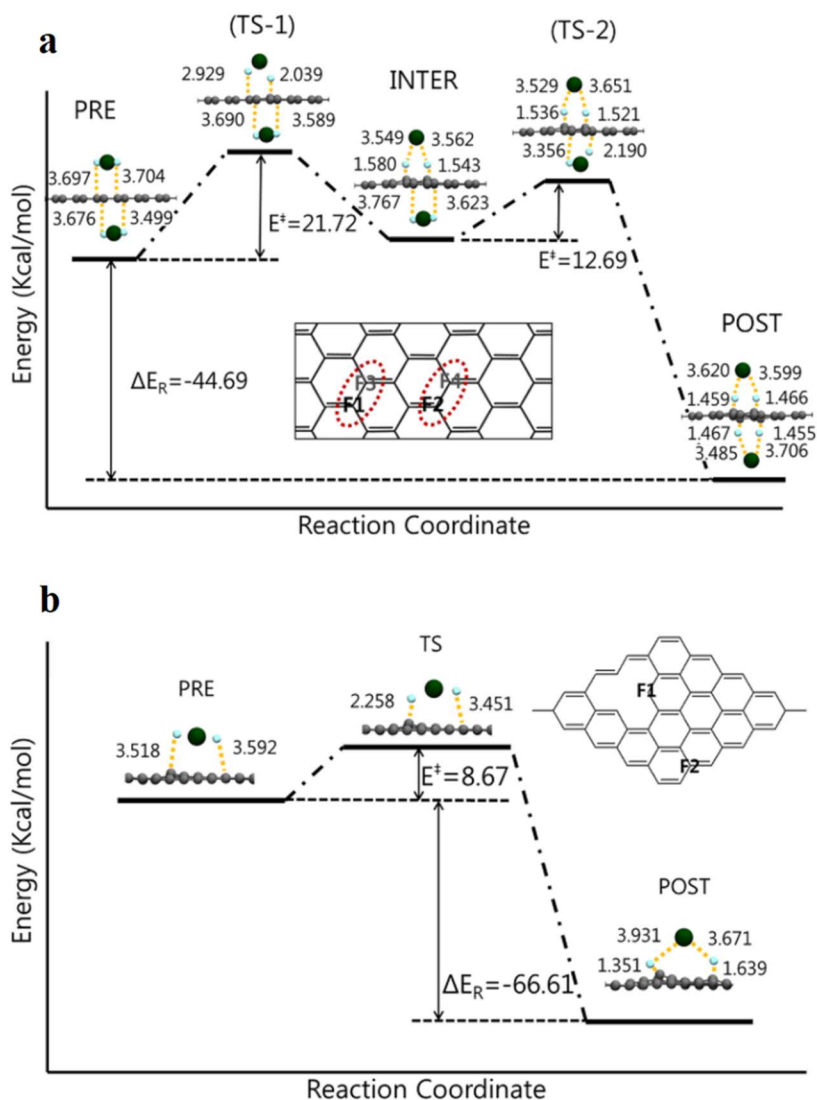 a
(TS-1)
(TS-2)
2.929 2.039
3.690 3.589
INTER
3.529 3.651
1.536 1.521
3.356 2.190
PRE
3.549 3.562
1.580 1.543
3.767 3.623
3.697 3.704
3.676 3.499
E‡=21.72
E‡=12.69
POST
ΔE_R=-44.69
F3 F4
F1 F2
3.620 3.599
1.459 1.466
1.467 1.455
3.485 3.706
Energy (Kcal/mol)
Reaction Coordinate
b
TS
PRE
2.258 3.451
F1
3.518 3.592
F2
E‡=8.67
POST
3.931 3.671
1.351 1.639
ΔE_R=-66.61
Energy (Kcal/mol)
Reaction Coordinate